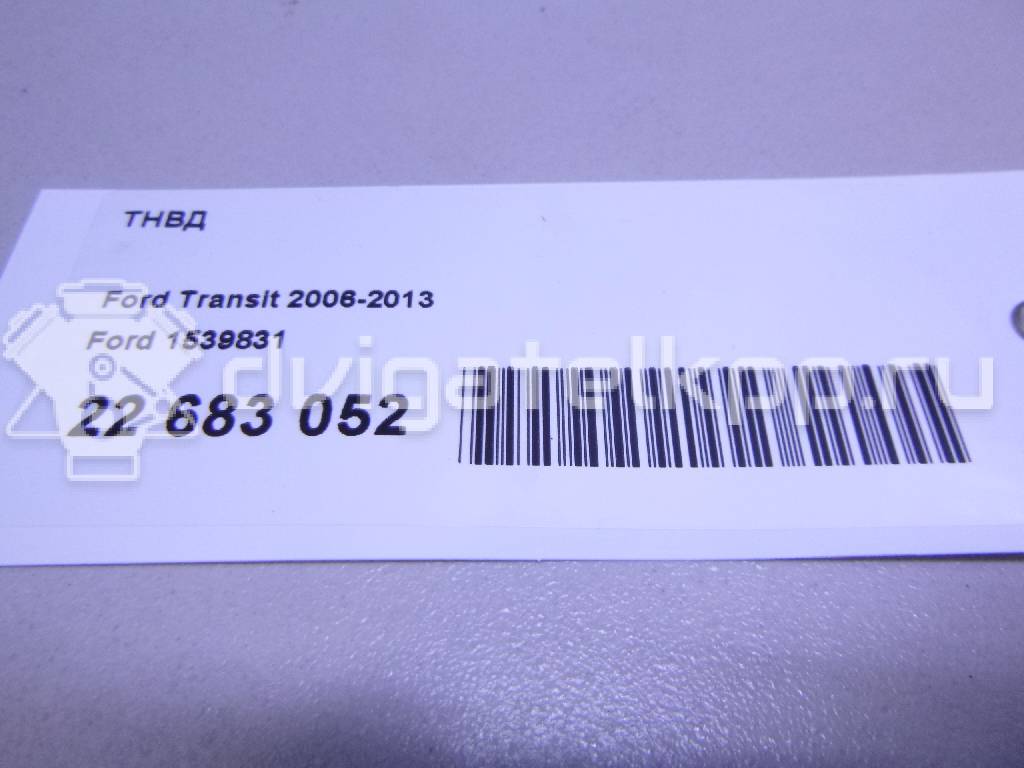 ТНВД
Ford Transit 2006-2013
Ford 1539831
22 683 052
dvigatelkpp.ru